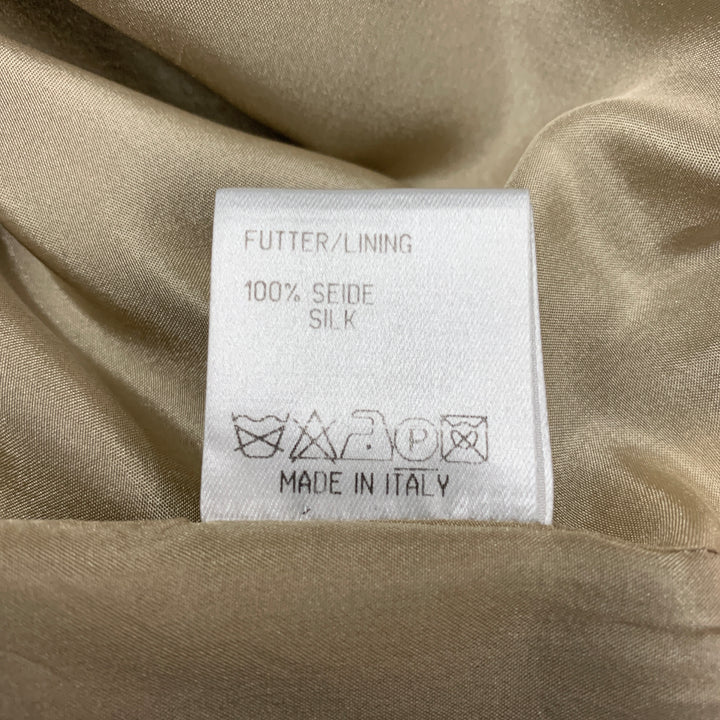 FUTTER/LINING
100% SEIDE
SILK
P
MADE IN ITALY